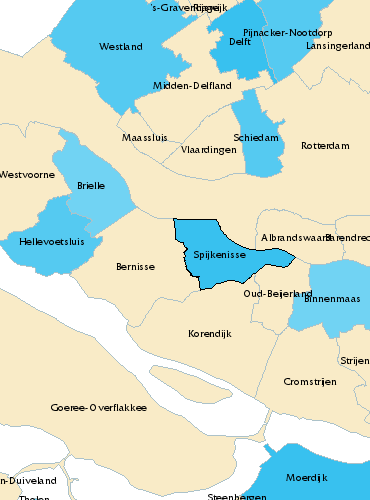 's-Gravenhage
Rijswijk
Pijnacker-Nootdorp
Westland
Delft
Lansingerland
Midden-Delfland
Maassluis
Schiedam
Vlaardingen
Rotterdam
Westvoorne
Brielle
Hellevoetsluis
Albrandswaard
Barendrec
Spijkenisse
Bernisse
Oud-Beijerland
Binnenmaas
Korendijk
Strijen
Cromstrijen
Goeree-Overflakkee
n-Duiveland
Moerdijk
Tholen
Steenbergen